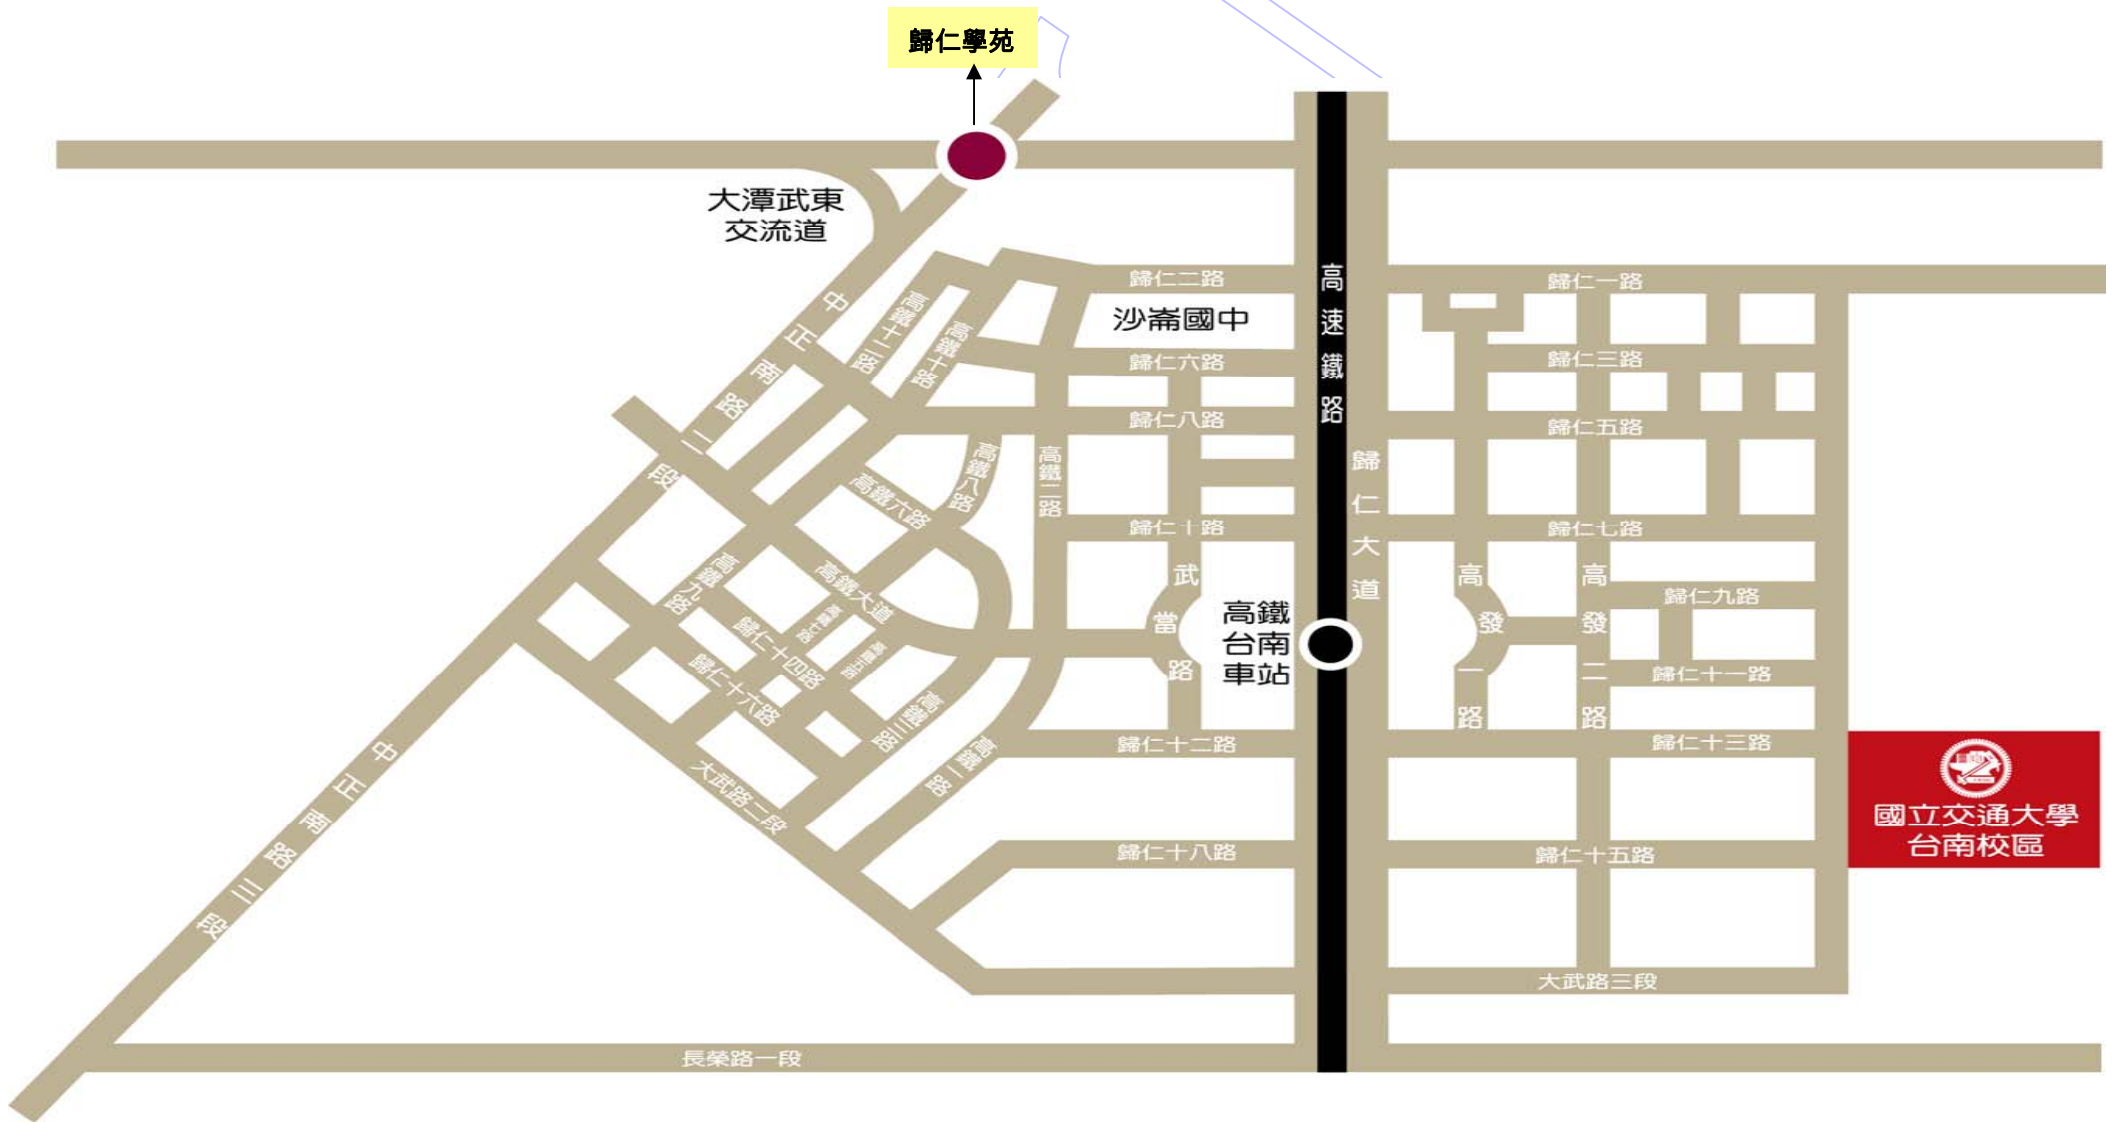 歸仁學苑
大潭武東
交流道
中正南路二段
高鐵十二路
高鐵十路
歸仁二路
沙崙國中
歸仁六路
歸仁八路
高速鐵路
歸仁一路
歸仁三路
歸仁五路
高鐵八路
高鐵六路
高鐵二路
歸仁十路
歸仁大道
歸仁七路
高鐵九路
高鐵大道
高鐵七路
高鐵五路
歸仁十四路
歸仁十六路
高鐵三路
高鐵一路
武當路
高鐵
台南
車站
高發一路
高發二路
歸仁九路
歸仁十一路
歸仁十二路
歸仁十三路
中正南路三段
大武路二段
國立交通大學
台南校區
歸仁十八路
歸仁十五路
大武路三段
長榮路一段